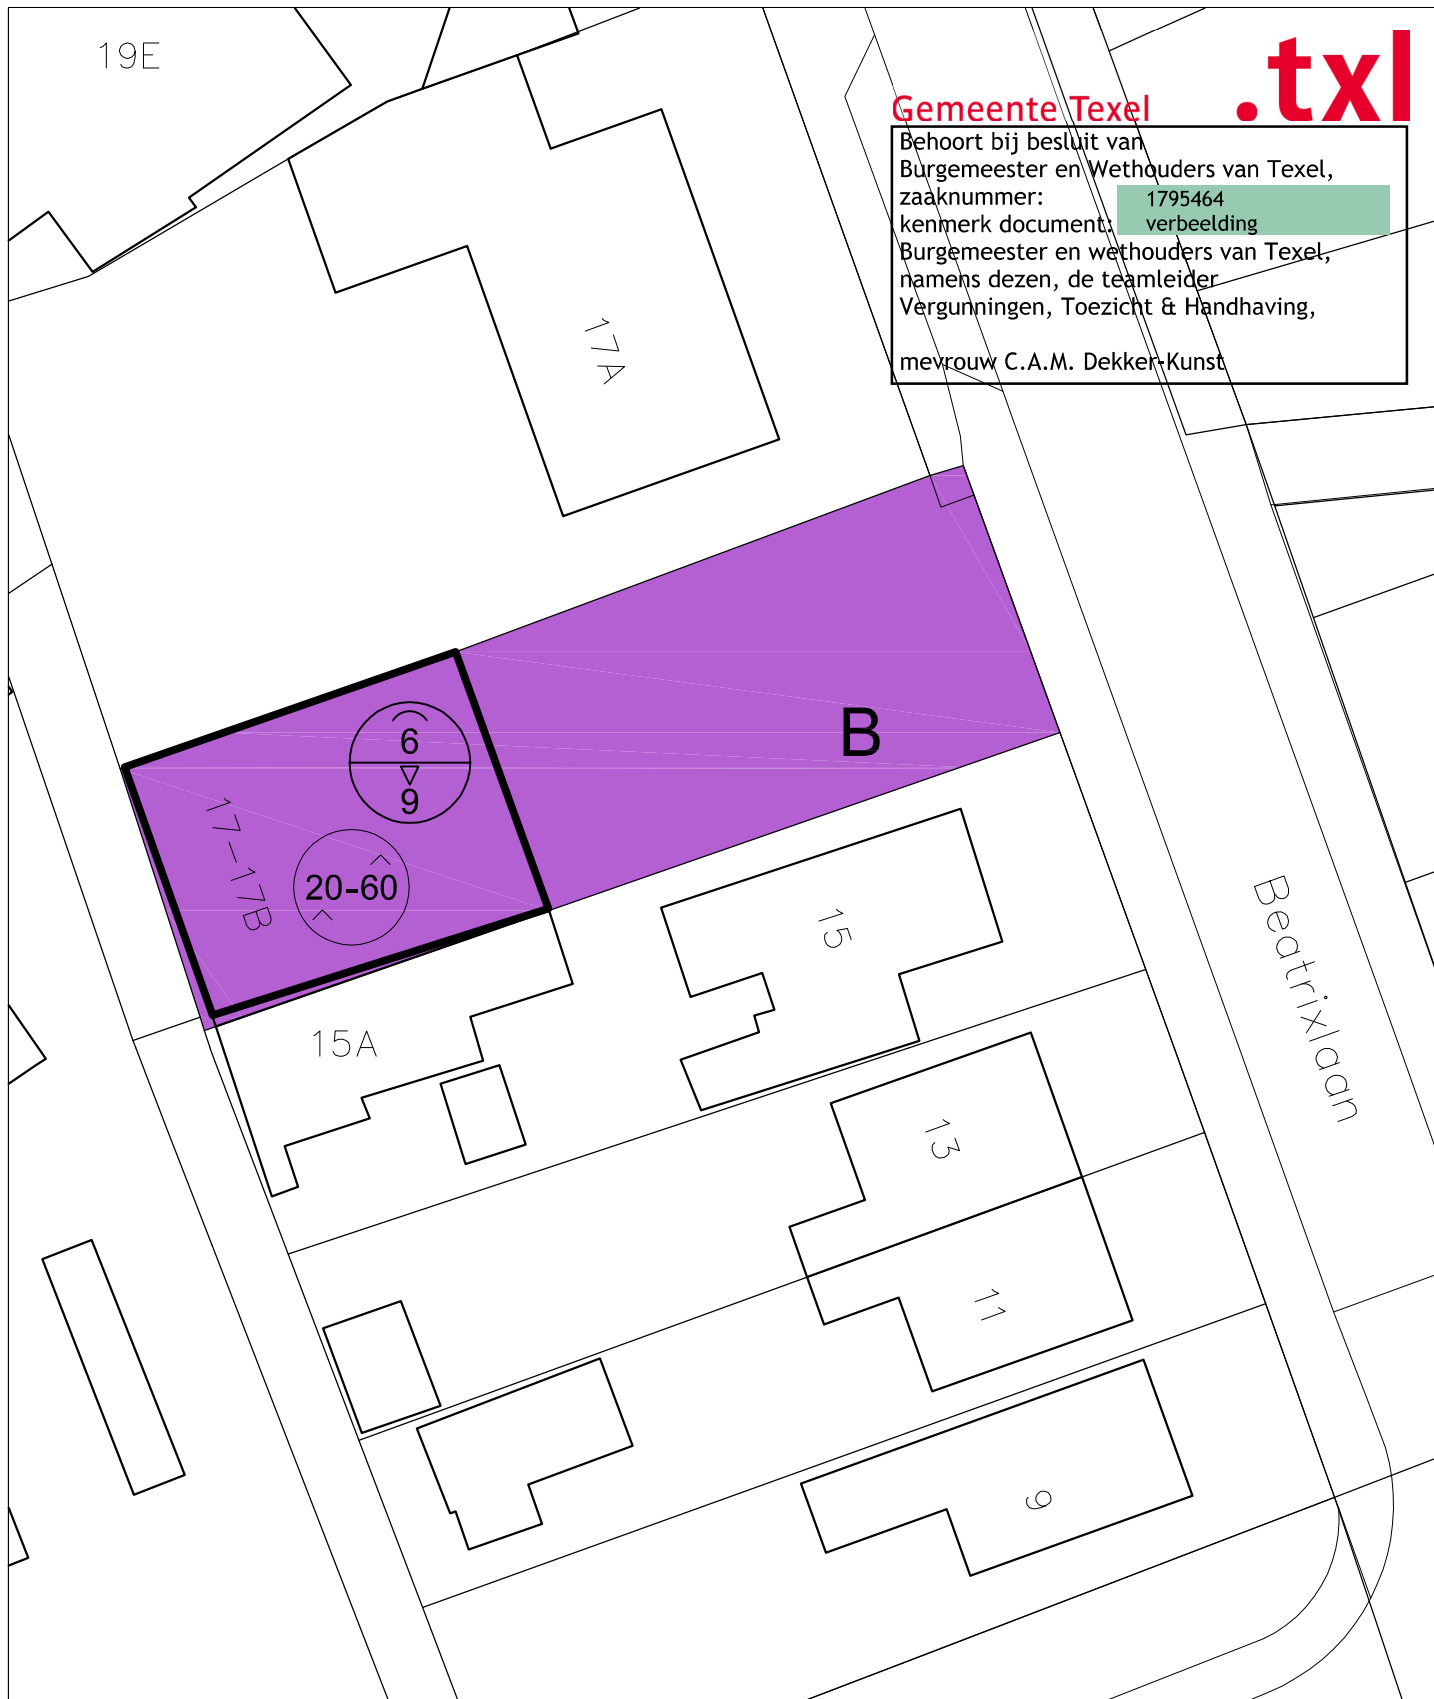 19E
.txl
Gemeente Texel
Behoort bij besluit van
Burgemeester en Wethouders van Texel,
zaaknummer: 1795464
kenmerk document: verbeelding
Burgemeester en wethouders van Texel,
namens dezen, de teamleider
Vergunningen, Toezicht & Handhaving,
mevrouw C.A.M. Dekker-Kunst
17A
B
6
9
17-17B
20-60
15
Beatrixlaan
15A
13
11
9